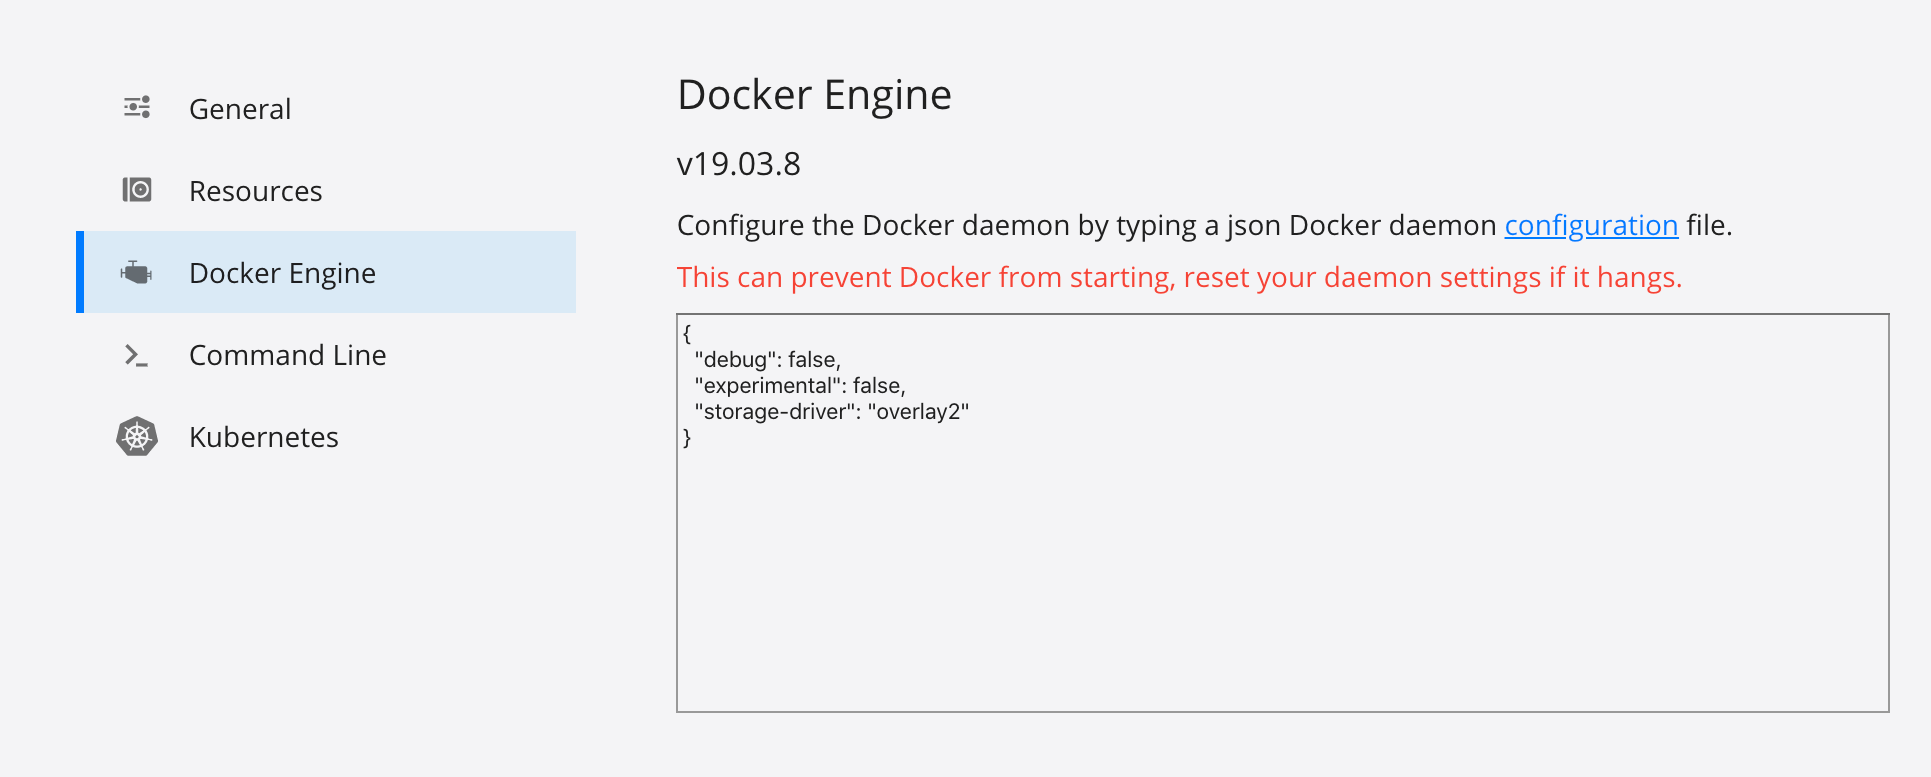 General
Resources
Docker Engine
Command Line
Kubernetes
Docker Engine
v19.03.8
Configure the Docker daemon by typing a json Docker daemon configuration file.
This can prevent Docker from starting, reset your daemon settings if it hangs.
{
  "debug": false,
  "experimental": false,
  "storage-driver": "overlay2"
}